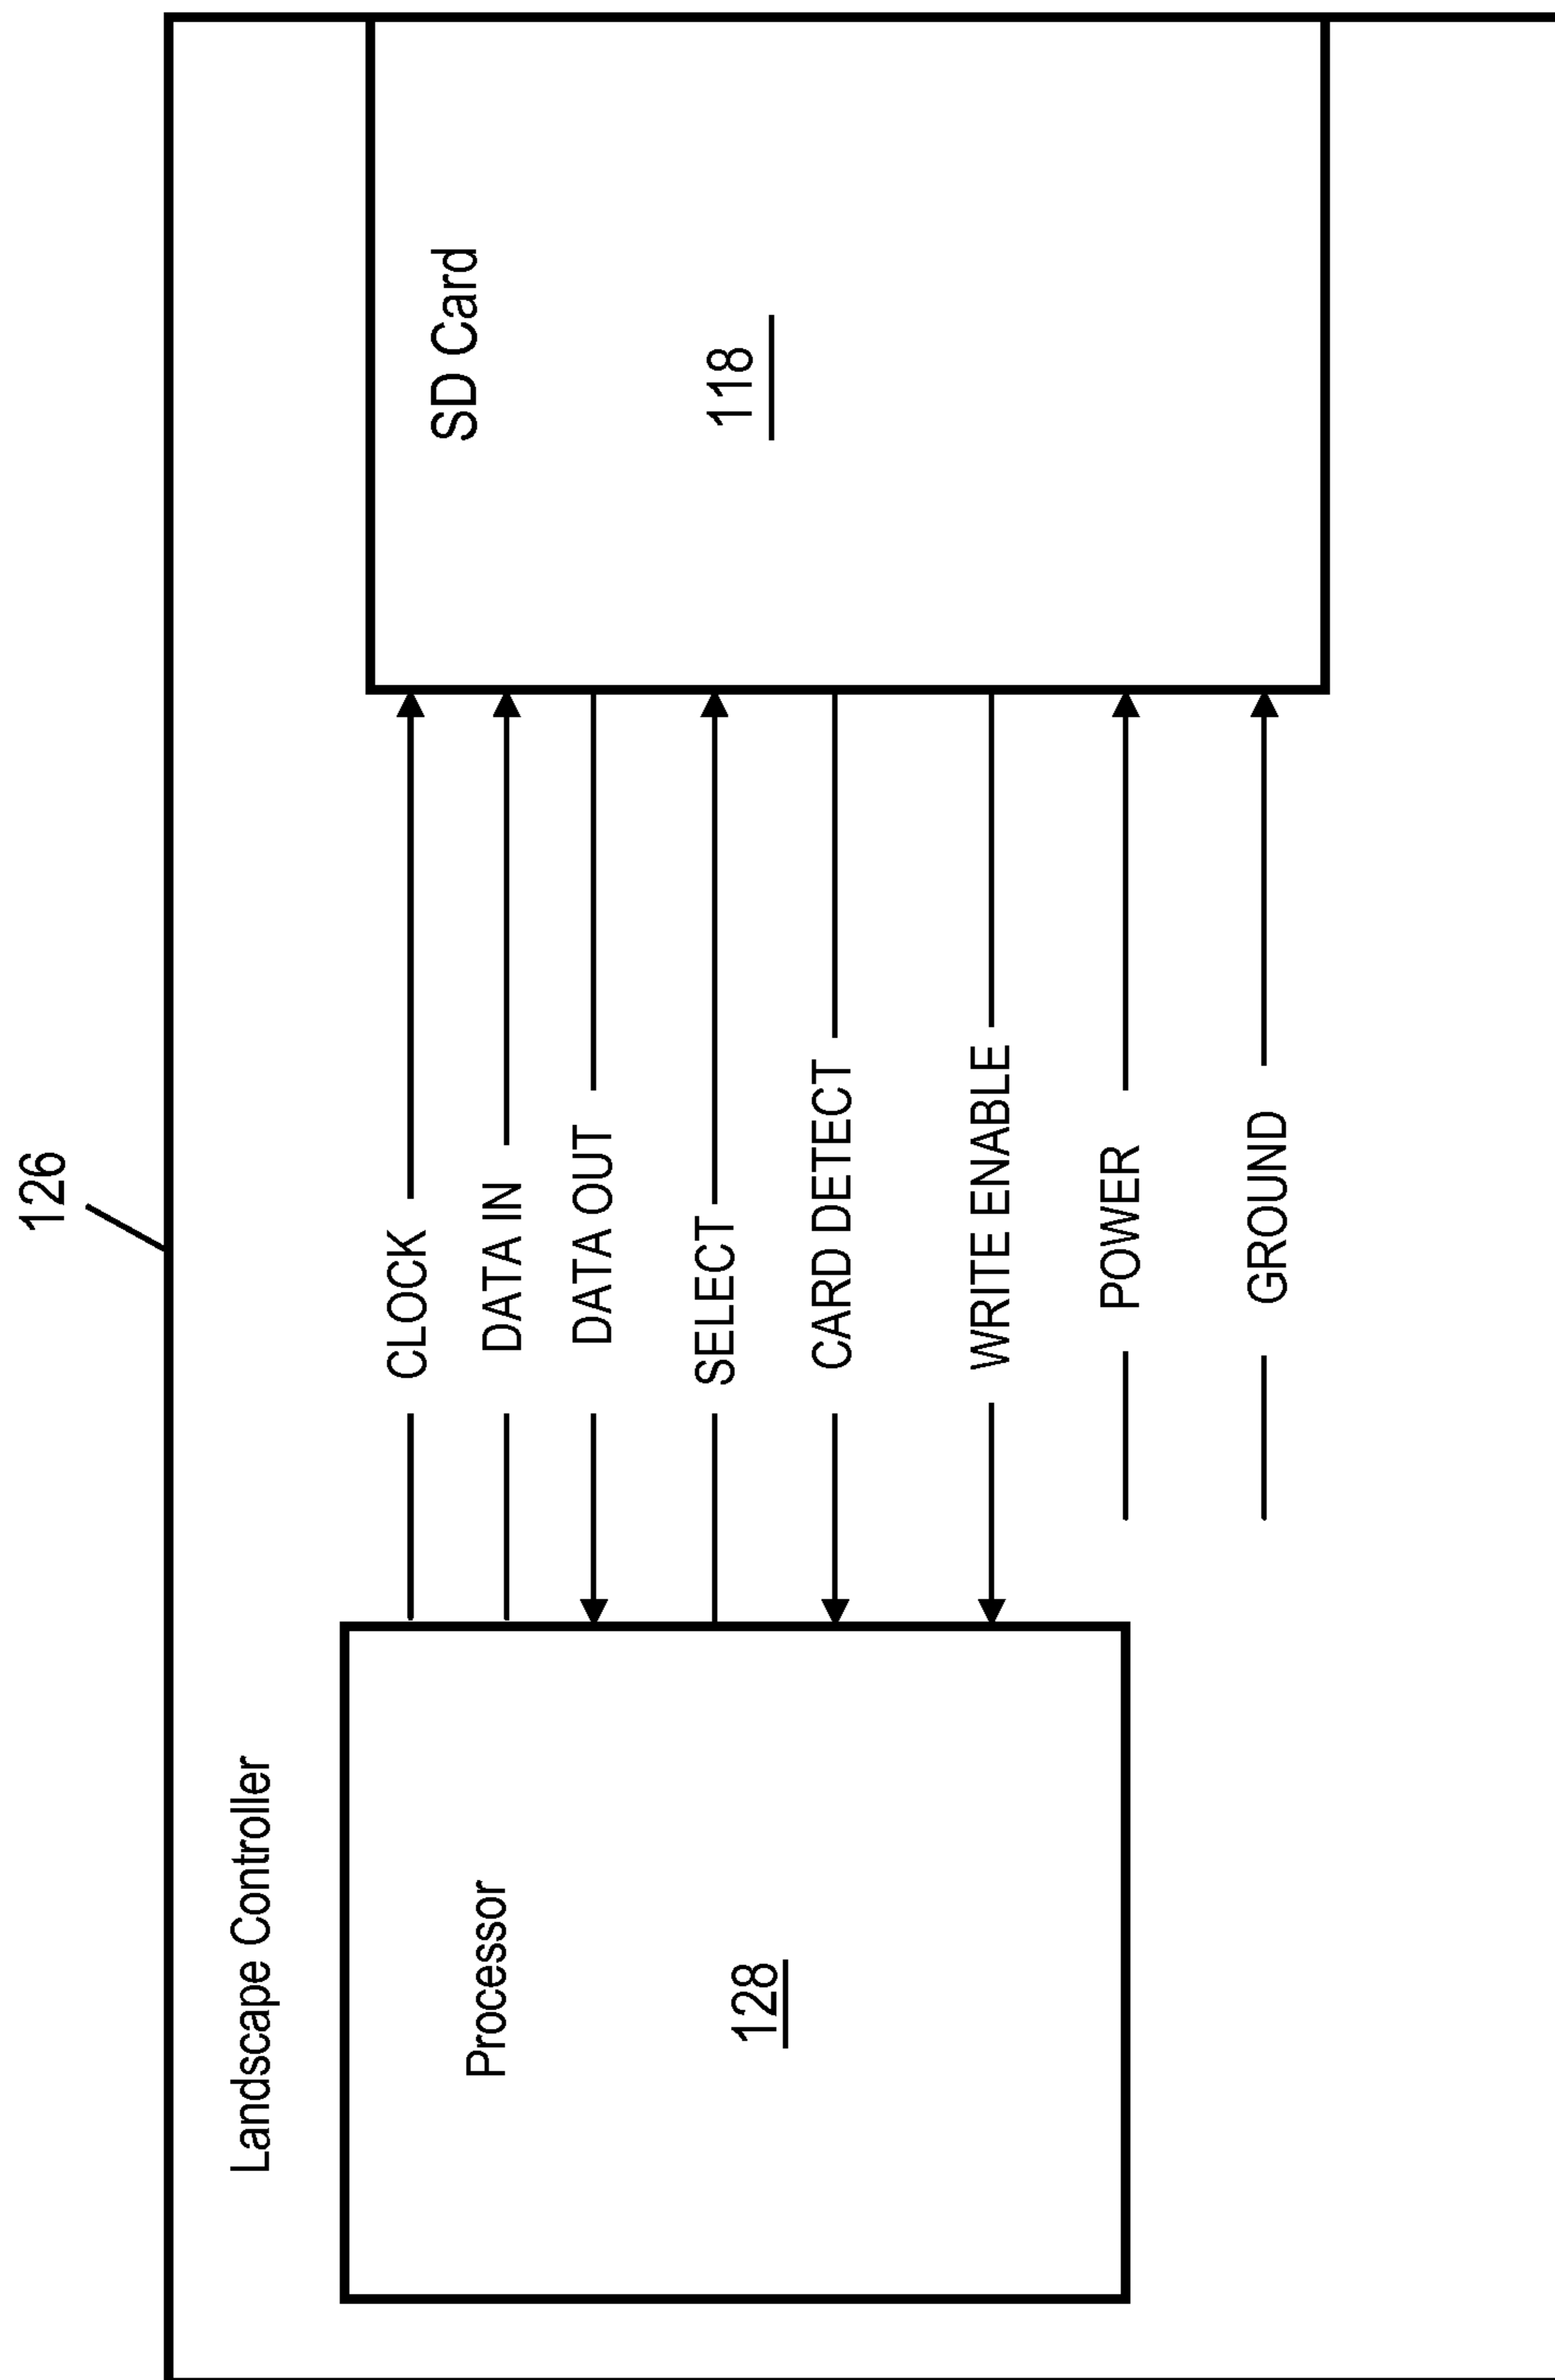 126
Landscape Controller
Processor
128
CLOCK
DATA IN
DATA OUT
SELECT
CARD DETECT
WRITE ENABLE
POWER
GROUND
SD Card
118